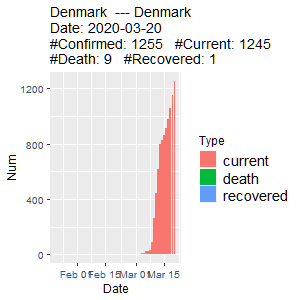 Denmark --- Denmark
Date: 2020-03-20
#Confirmed: 1255 #Current: 1245
#Death: 9 #Recovered: 1
1200
800
400
0
Num
Feb 01 Feb 15 Mar 01 Mar 15
Date
Type
current
death
recovered